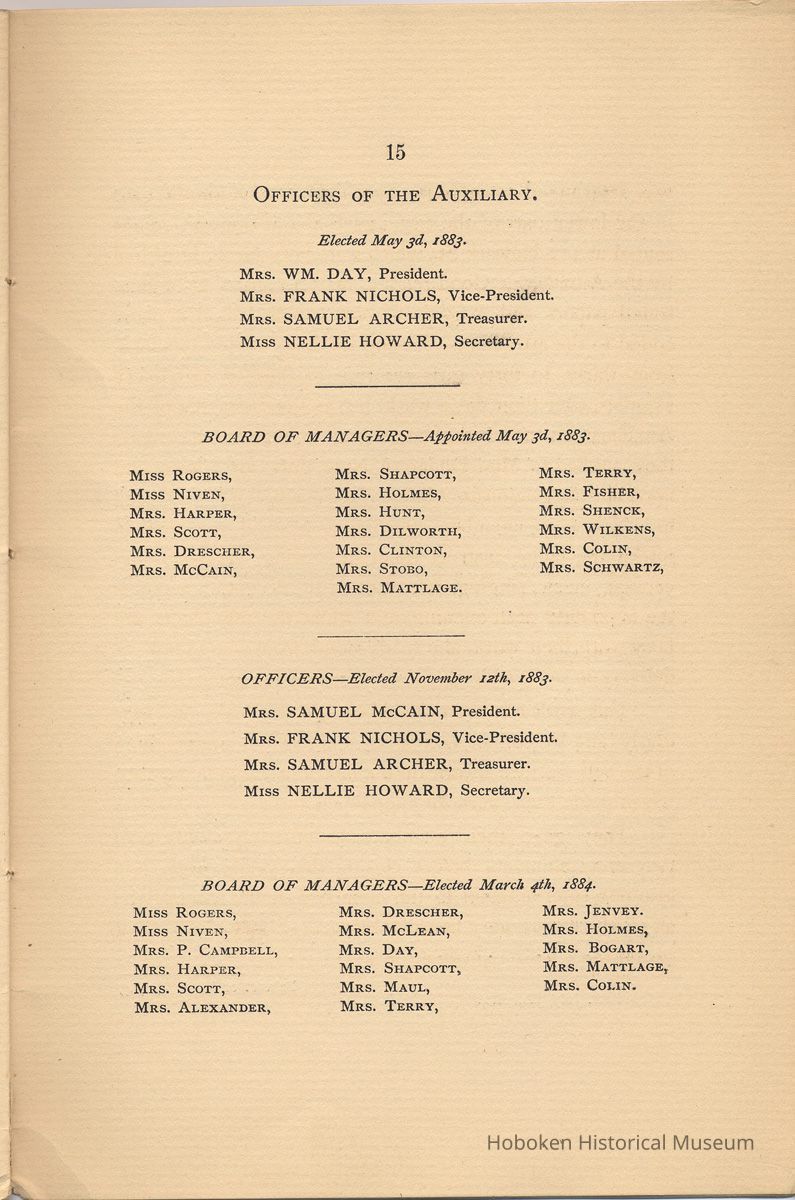 15
Officers of the Auxiliary.
Elected May 3d, 1883.
Mrs. WM. DAY, President.
Mrs. FRANK NICHOLS, Vice-President.
Mrs. SAMUEL ARCHER, Treasurer.
Miss NELLIE HOWARD, Secretary.
BOARD OF MANAGERS—Appointed May 3d, 1883.
Miss Rogers,
Miss Niven,
Mrs. Harper,
Mrs. Scott,
Mrs. Drescher,
Mrs. McCain,
Mrs. Shapcott,
Mrs. Holmes,
Mrs. Hunt,
Mrs. Dilworth,
Mrs. Clinton,
Mrs. Stobo,
Mrs. Mattlage.
Mrs. Terry,
Mrs. Fisher,
Mrs. Shenck,
Mrs. Wilkens,
Mrs. Colin,
Mrs. Schwartz,
OFFICERS—Elected November 12th, 1883.
Mrs. SAMUEL McCAIN, President.
Mrs. FRANK NICHOLS, Vice-President.
Mrs. SAMUEL ARCHER, Treasurer.
Miss NELLIE HOWARD, Secretary.
BOARD OF MANAGERS—Elected March 4th, 1884.
Miss Rogers,
Miss Niven,
Mrs. P. Campbell,
Mrs. Harper,
Mrs. Scott,
Mrs. Alexander,
Mrs. Drescher,
Mrs. McLean,
Mrs. Day,
Mrs. Shapcott,
Mrs. Maul,
Mrs. Terry,
Mrs. Jenvey.
Mrs. Holmes,
Mrs. Bogart,
Mrs. Mattlage,
Mrs. Colin.
Hoboken Historical Museum